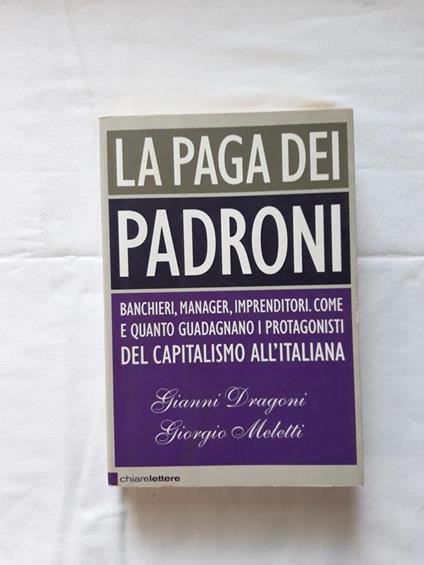 LA PAGA DEI
PADRONI
BANCHIERI, MANAGER, IMPRENDITORI. COME
E QUANTO GUADAGNANO I PROTAGONISTI
DEL CAPITALISMO ALL'ITALIANA
Gianni Dragoni
Giorgio Meletti
chiarelettere